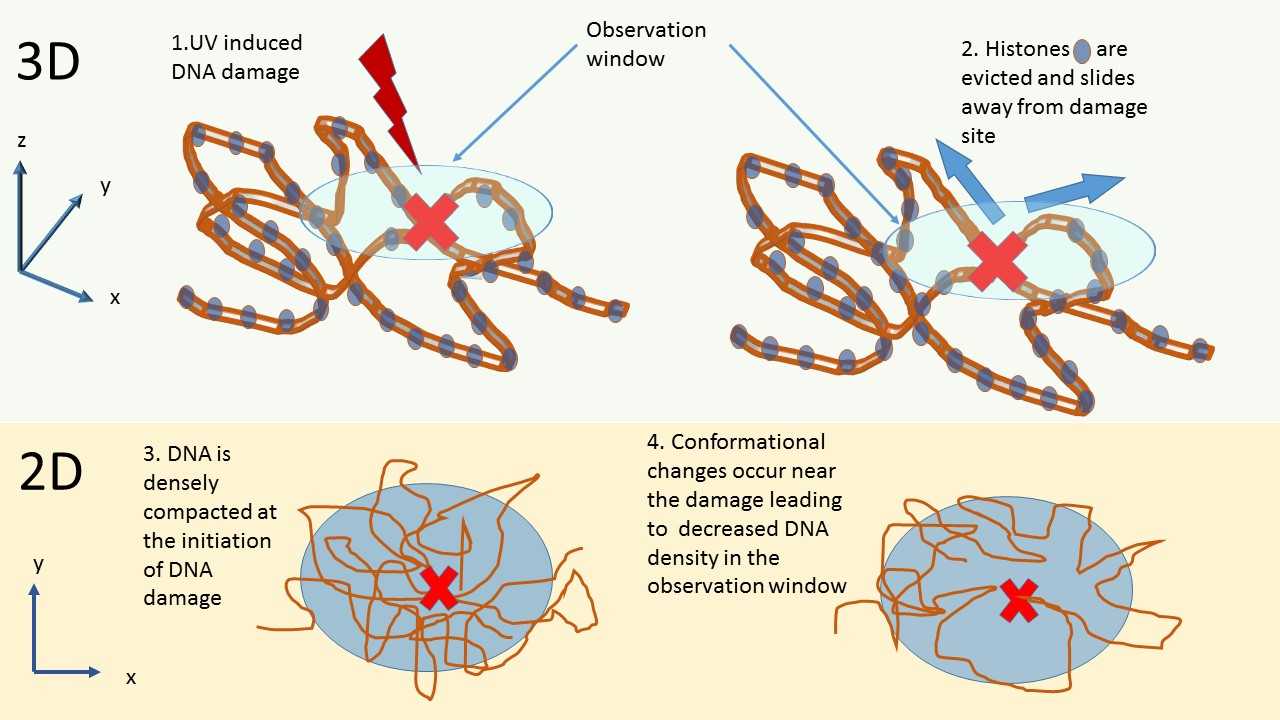 3D
1.UV induced
DNA damage
Observation
window
2. Histones are
evicted and slides
away from damage
site
z
y
x
2D
3. DNA is
densely
compacted at
the initiation
of DNA
damage
4. Conformational
changes occur near
the damage leading
to decreased DNA
density in the
observation window
y
x